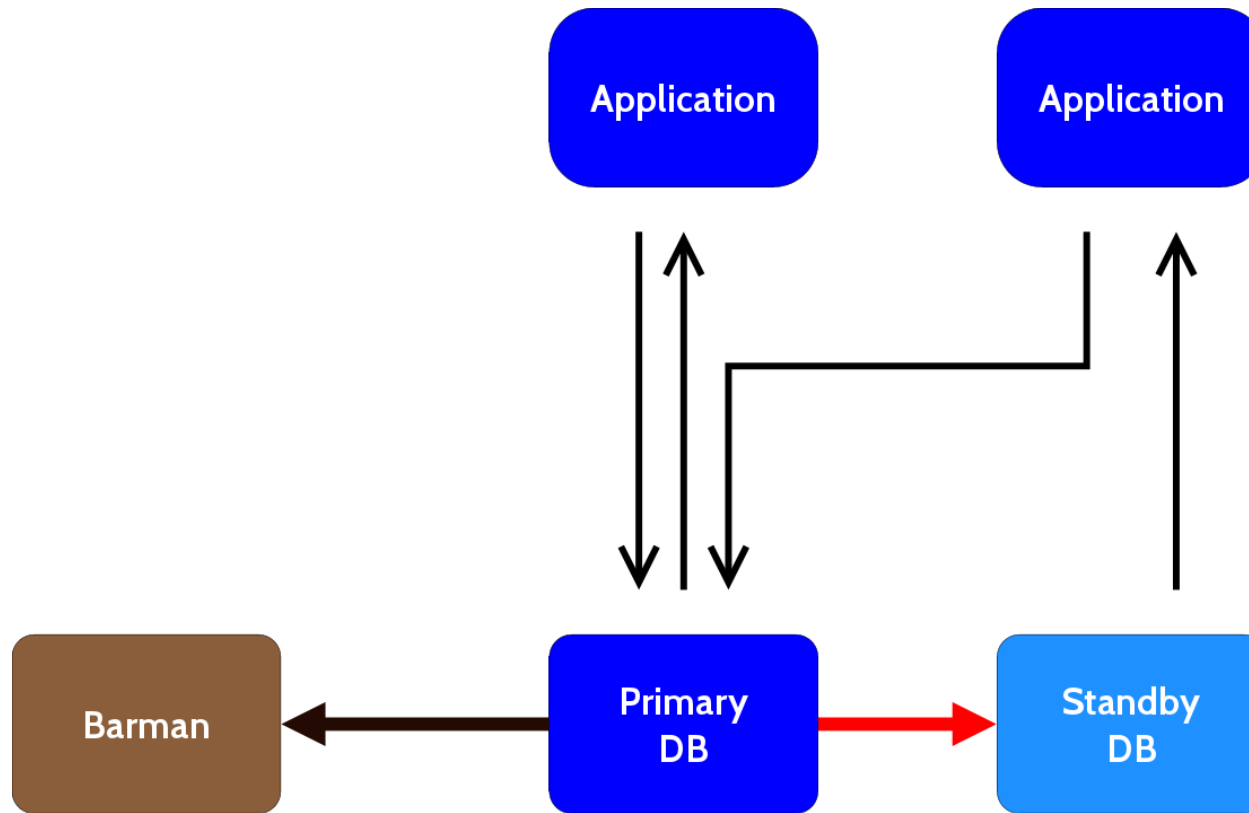 Application
Application
Barman
Primary
DB
Standby
DB